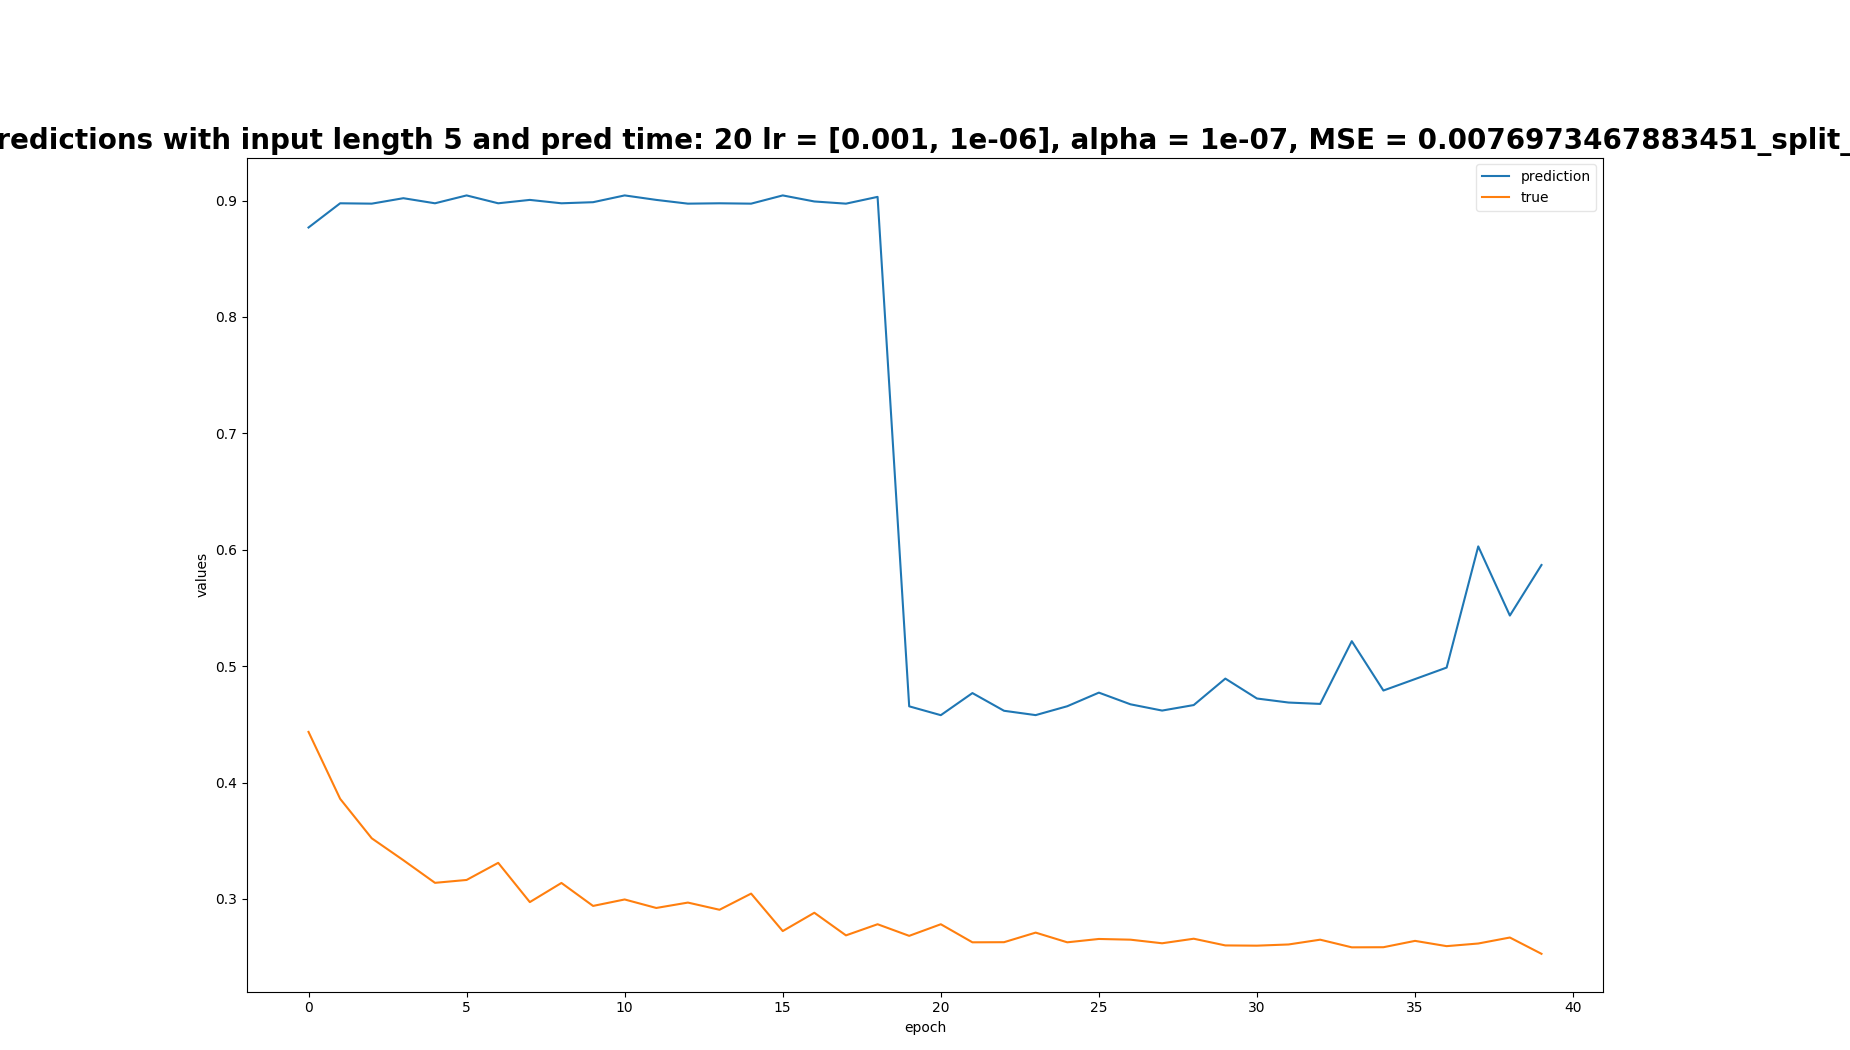 redictions with input length 5 and pred time: 20 lr = [0.001, 1e-06], alpha = 1e-07, MSE = 0.0076973467883451_split_
prediction
true
0.9
0.8
0.7
0.6
0.5
0.4
0.3
values
0 5 10 15 20 25 30 35 40
epoch